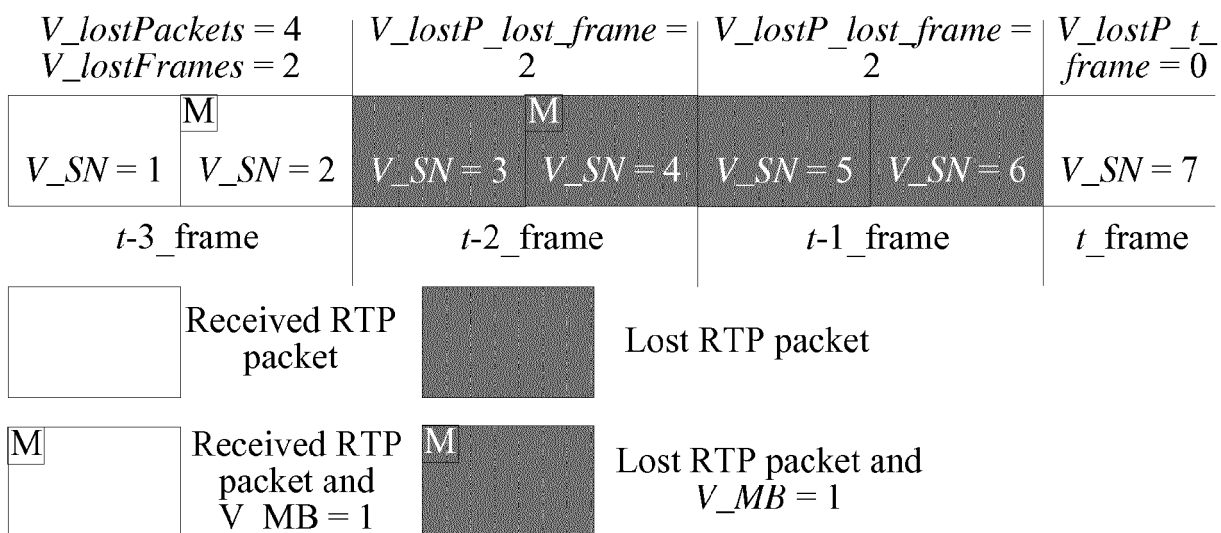 V_lostPackets = 4
V_lostFrames = 2
V_lostP_lost_frame =
2
V_lostP_lost_frame =
2
V_lostP_t_
frame = 0
M
M
V_SN = 1
V_SN = 2
V_SN = 3
V_SN = 4
V_SN = 5
V_SN = 6
V_SN = 7
t-3_frame
t-2_frame
t-1_frame
t_frame
Received RTP
packet
Lost RTP packet
M
Received RTP
packet and
V_MB = 1
M
Lost RTP packet and
V_MB = 1